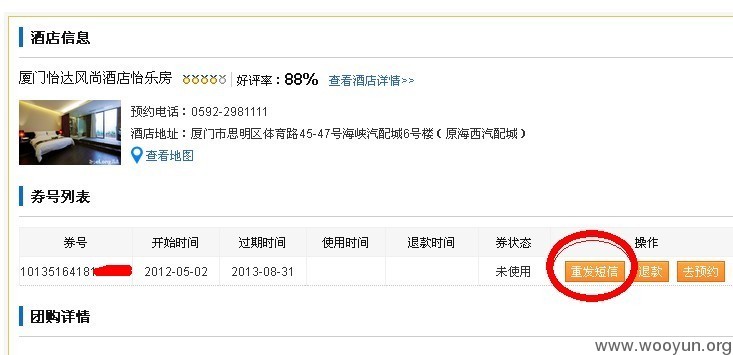 酒店信息
厦门怡达风尚酒店怡乐房 好评率：88% 查看酒店详情>>
预约电话：0592-2981111
酒店地址：厦门市思明区体育路45-47号海峡汽配城6号楼（原海西汽配城）
查看地图
券号列表
券号 开始时间 过期时间 使用时间 退款时间 券状态 操作
10135164181 2012-05-02 2013-08-31 未使用 重发短信 退款 去预约
团购详情
www.wooyun.org